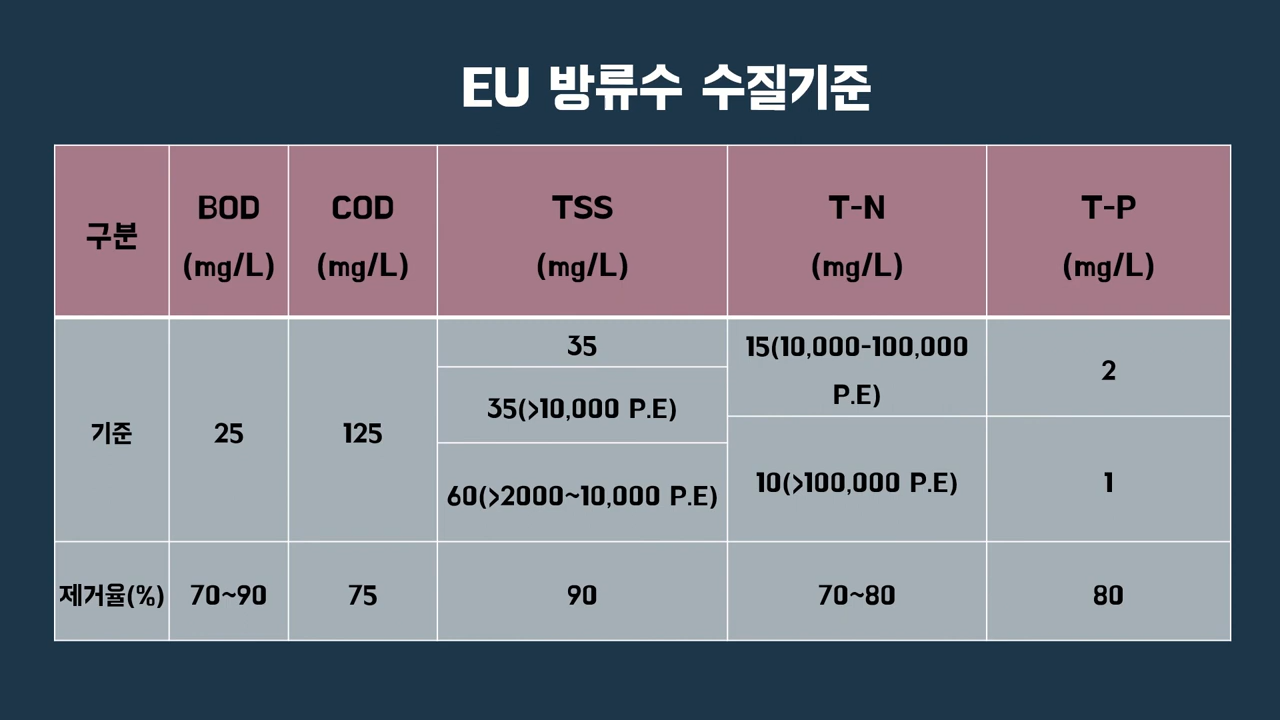 EU 방류수 수질기준
구분
BOD
(mg/L)
COD
(mg/L)
TSS
(mg/L)
T-N
(mg/L)
T-P
(mg/L)
기준
25
125
35
35(>10,000 P.E)
60(>2000~10,000 P.E)
15(10,000-100,000
P.E)
10(>100,000 P.E)
2
1
제거율(%)
70~90
75
90
70~80
80